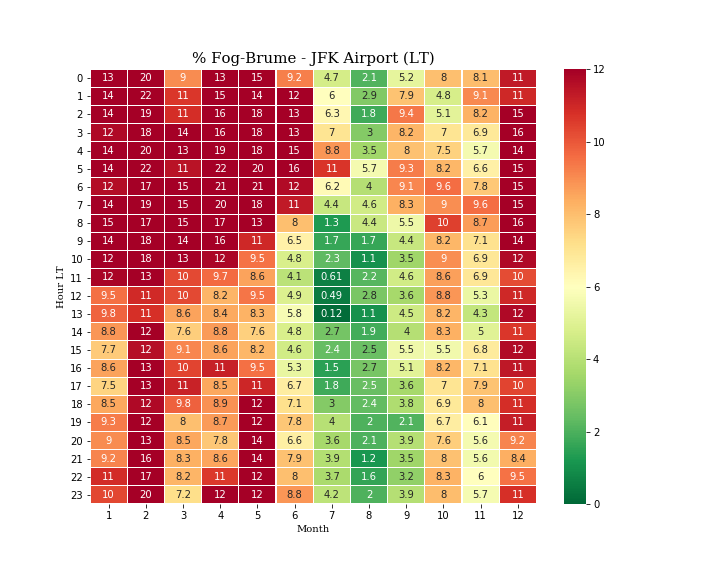 % Fog-Brume - JFK Airport (LT)
0 13 20 9 13 15 9.2 4.7 2.1 5.2 8 8.1 11
1 14 22 11 15 14 12 6 2.9 7.9 4.8 9.1 11
2 14 19 11 16 18 13 6.3 1.8 9.4 5.1 8.2 15
3 12 18 14 16 18 13 7 3 8.2 7 6.9 16
4 14 20 13 19 18 15 8.8 3.5 8 7.5 5.7 14
5 14 22 11 22 20 16 11 5.7 9.3 8.2 6.6 15
6 12 17 15 21 21 12 6.2 4 9.1 9.6 7.8 15
7 14 19 15 20 18 11 4.4 4.6 8.3 9 9.6 15
8 15 17 15 17 13 8 1.3 4.4 5.5 10 8.7 16
9 14 18 14 16 11 6.5 1.7 1.7 4.4 8.2 7.1 14
10 12 18 13 12 9.5 4.8 2.3 1.1 3.5 9 6.9 12
11 12 13 10 9.7 8.6 4.1 0.61 2.2 4.6 8.6 6.9 10
12 9.5 11 10 8.2 9.5 4.9 0.49 2.8 3.6 8.8 5.3 11
13 9.8 11 8.6 8.4 8.3 5.8 0.12 1.1 4.5 8.2 4.3 12
14 8.8 12 7.6 8.8 7.6 4.8 2.7 1.9 4 8.3 5 11
15 7.7 12 9.1 8.6 8.2 4.6 2.4 2.5 5.5 5.5 6.8 12
16 8.6 13 10 11 9.5 5.3 1.5 2.7 5.1 8.2 7.1 11
17 7.5 13 11 8.5 11 6.7 1.8 2.5 3.6 7 7.9 10
18 8.5 12 9.8 8.9 12 7.1 3 2.4 3.8 6.9 8 11
19 9.3 12 8 8.7 12 7.8 4 2 2.1 6.7 6.1 11
20 9 13 8.5 7.8 14 6.6 3.6 2.1 3.9 7.6 5.6 9.2
21 9.2 16 8.3 8.6 14 7.9 3.9 1.2 3.5 8 5.6 8.4
22 11 17 8.2 11 12 8 3.7 1.6 3.2 8.3 6 9.5
23 10 20 7.2 12 12 8.8 4.2 2 3.9 8 5.7 11
1 2 3 4 5 6 7 8 9 10 11 12
Month
Hour LT
12
10
8
6
4
2
0